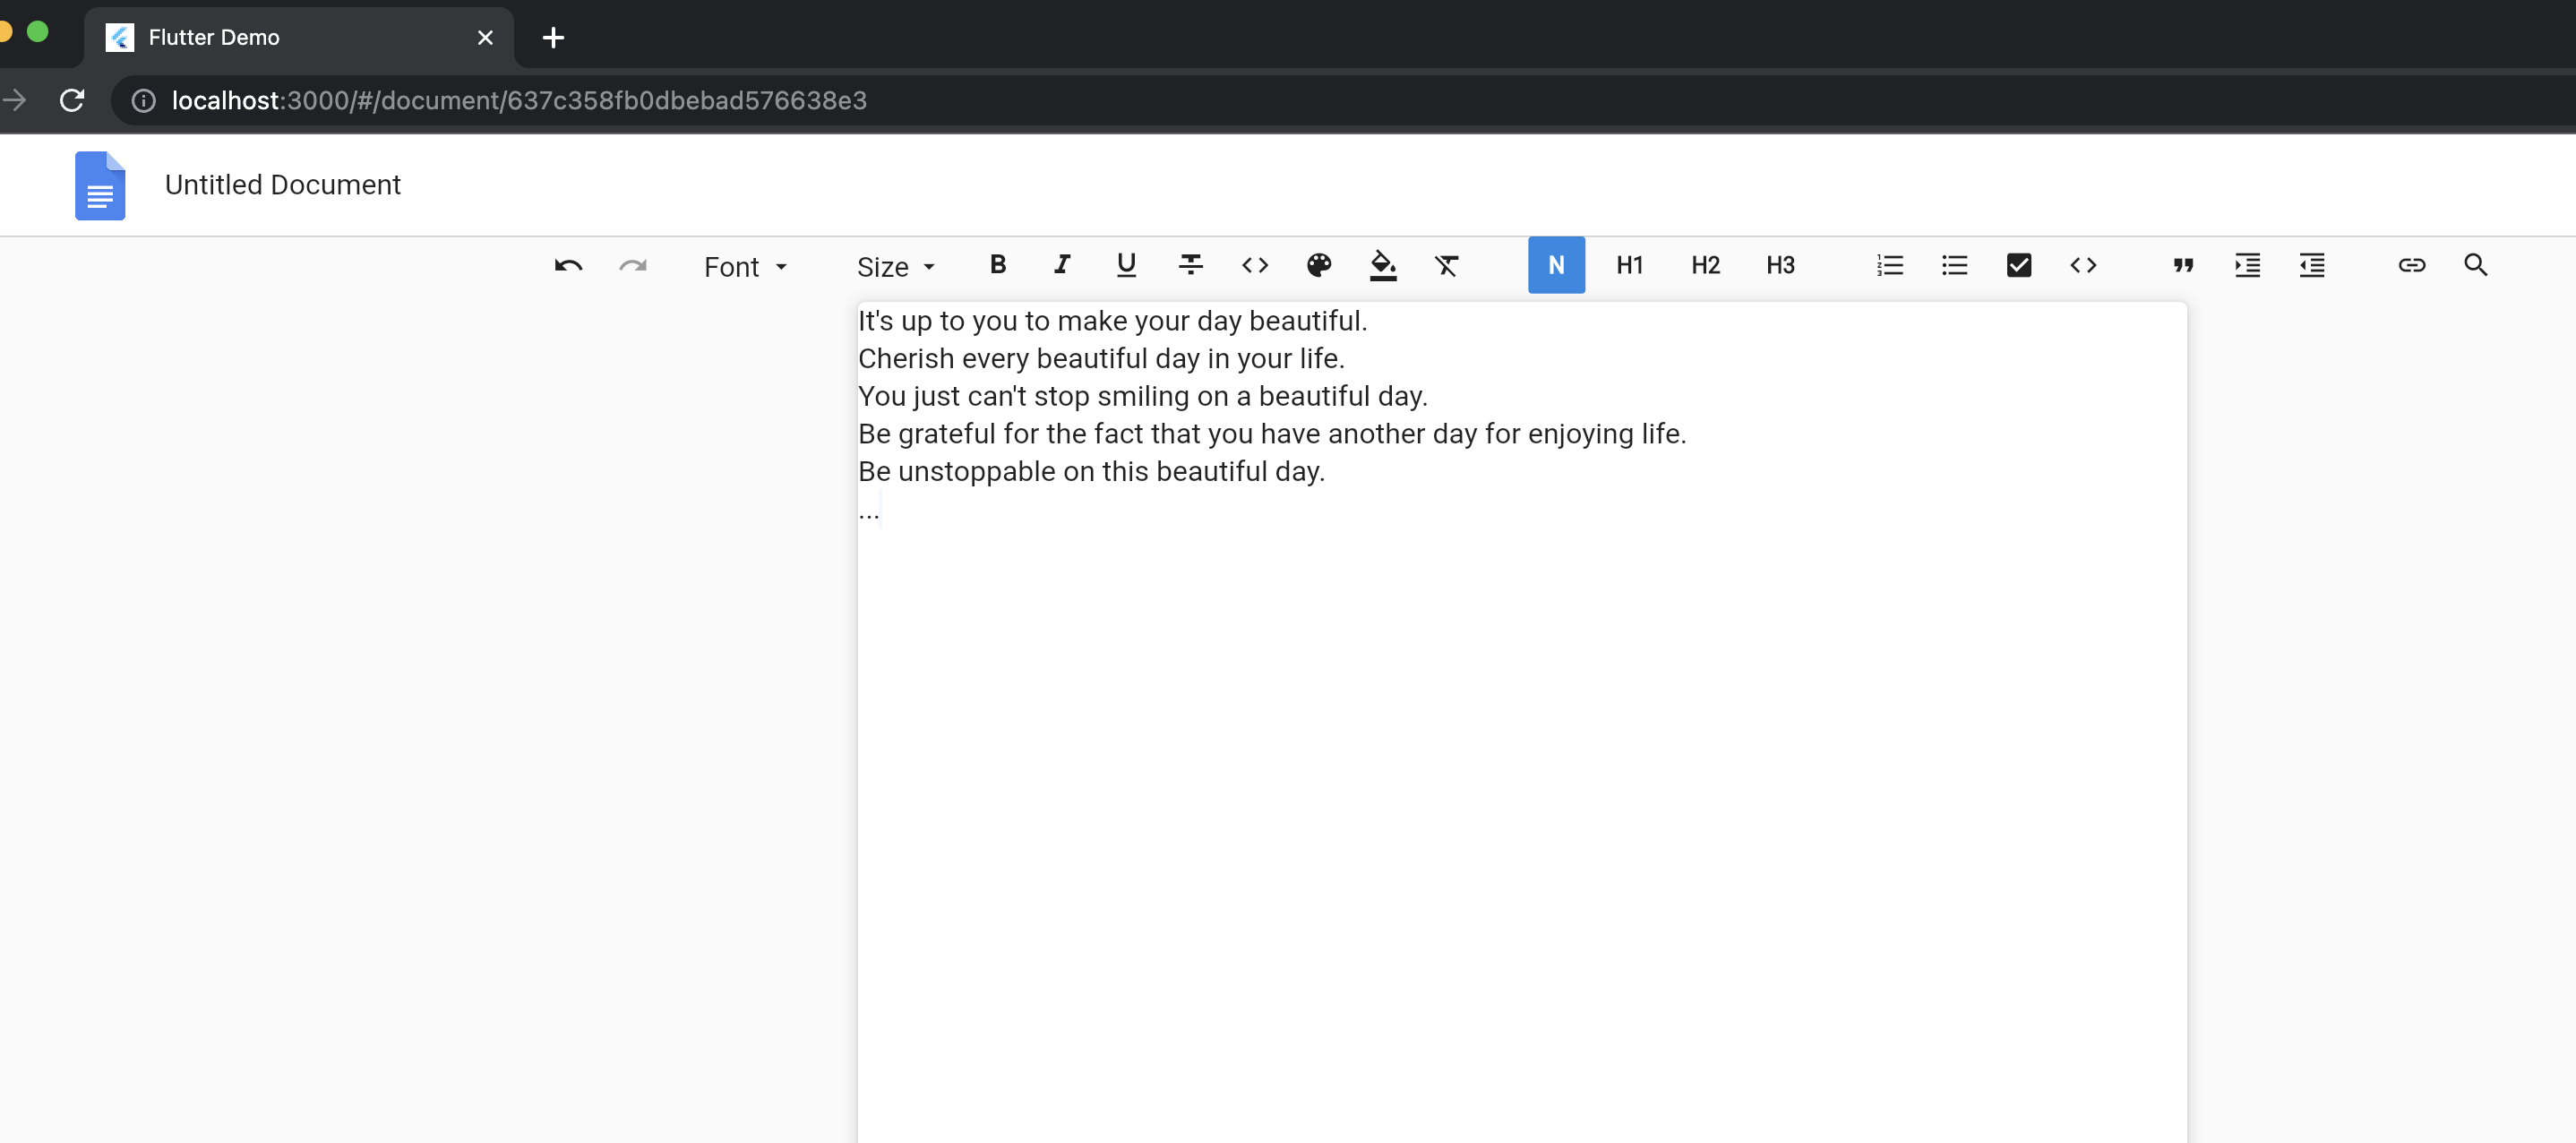 Flutter Demo
localhost:3000/#/document/637c358fb0dbebad576638e3
Untitled Document
Font Size B I U N H1 H2 H3
It's up to you to make your day beautiful.
Cherish every beautiful day in your life.
You just can't stop smiling on a beautiful day.
Be grateful for the fact that you have another day for enjoying life.
Be unstoppable on this beautiful day.
...